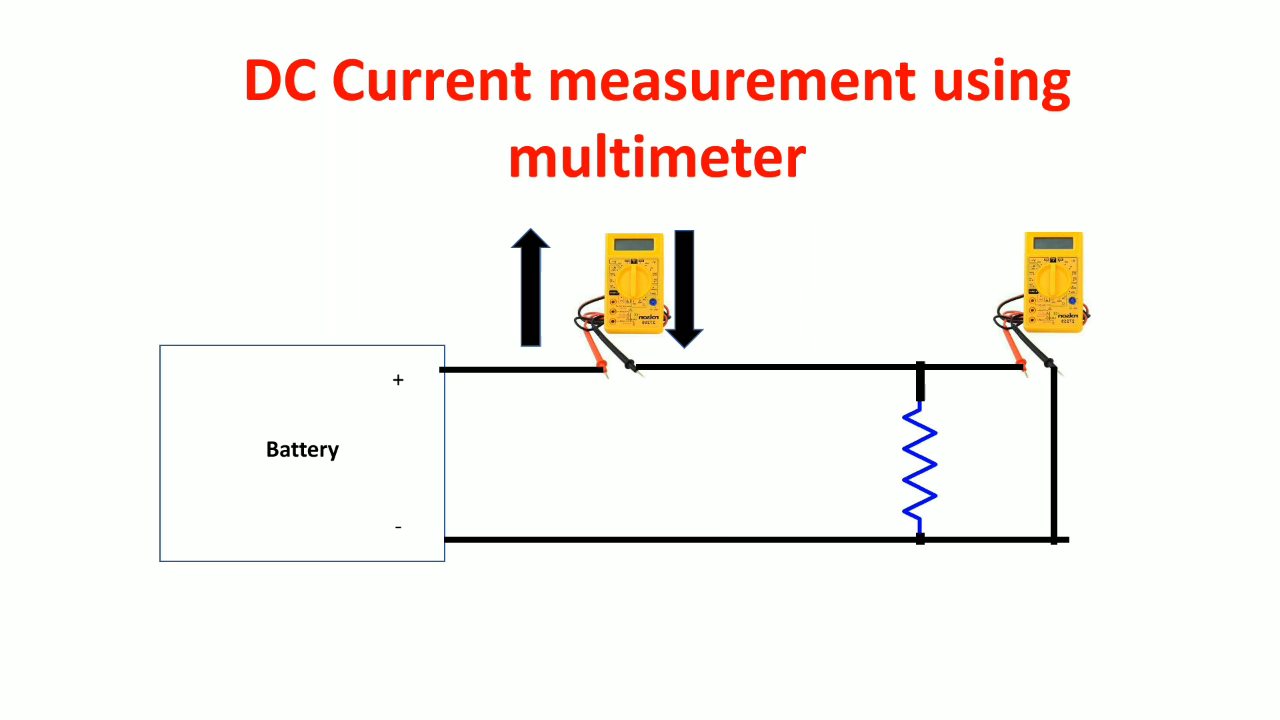 DC Current measurement using
multimeter
+
Battery
-